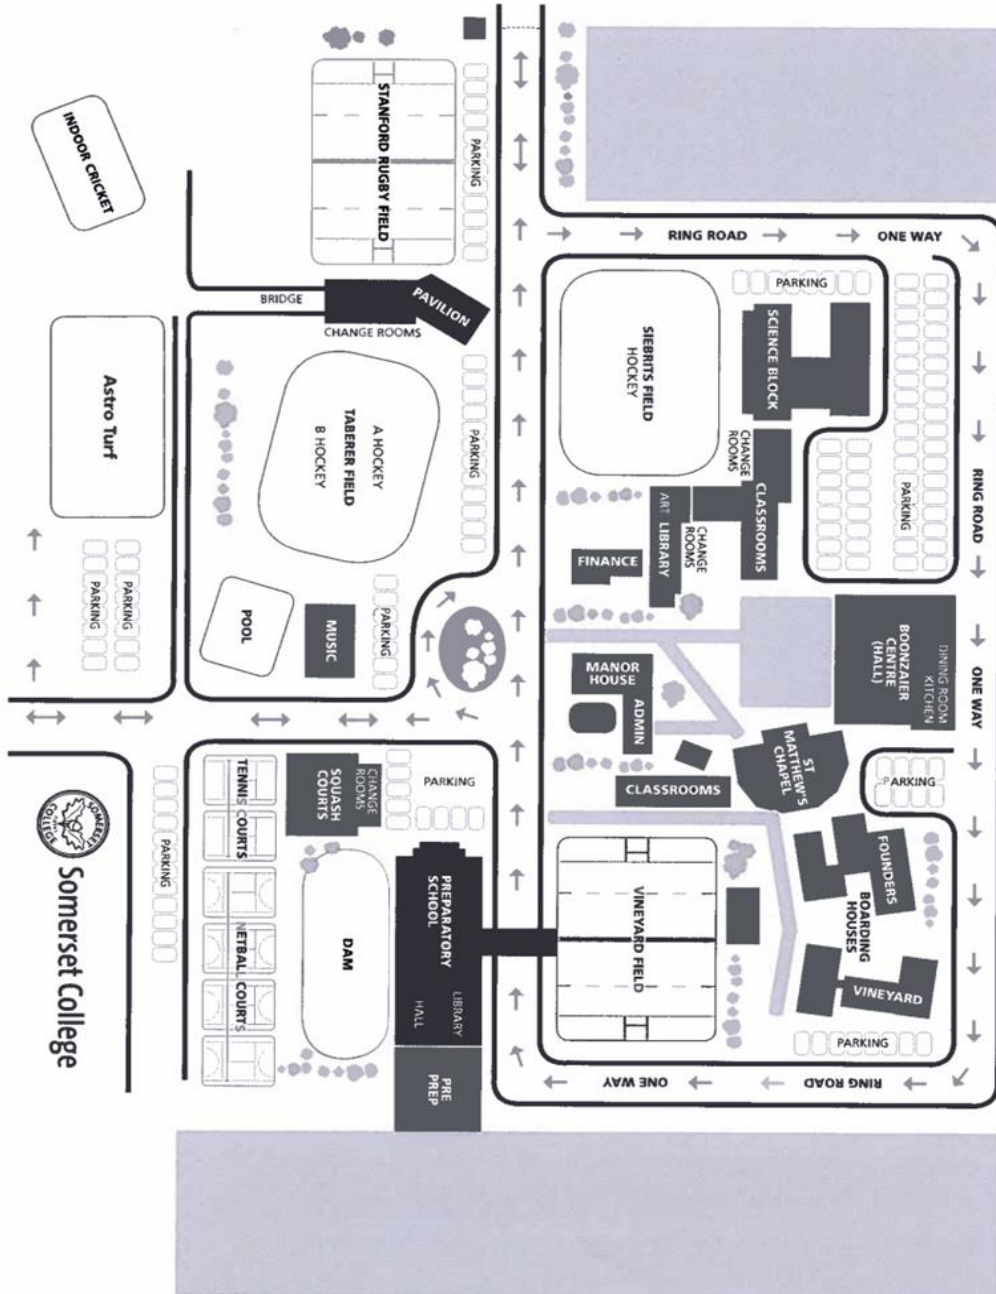 STANFORD RUGBY FIELD
PARKING
INDOOR CRICKET
RING ROAD
ONE WAY
PARKING
BRIDGE
PAVILION
CHANGE ROOMS
SIEBRITS FIELD
HOCKEY
SCIENCE BLOCK
Astro Turf
A HOCKEY
TABERER FIELD
B HOCKEY
PARKING
CHANGE
ROOMS
CLASSROOMS
PARKING
RING ROAD
ART LIBRARY
CHANGE
ROOMS
FINANCE
PARKING
PARKING
POOL
MUSIC
PARKING
MANOR
HOUSE
ADMIN
BOONZAIER
CENTRE
(HALL)
DINING ROOM
KITCHEN
ONE WAY
ST
MATTHEW'S
CHAPEL
CLASSROOMS
PARKING
TENNIS COURTS
CHANGE
ROOMS
SQUASH
COURTS
PARKING
PARKING
SOMERSET
COLLEGE
Somerset College
NETBALL COURTS
DAM
PREPARATORY
SCHOOL
LIBRARY
HALL
PRE
PREP
VINEYARD FIELD
FOUNDERS
BOARDING
HOUSES
VINEYARD
PARKING
ONE WAY
RING ROAD